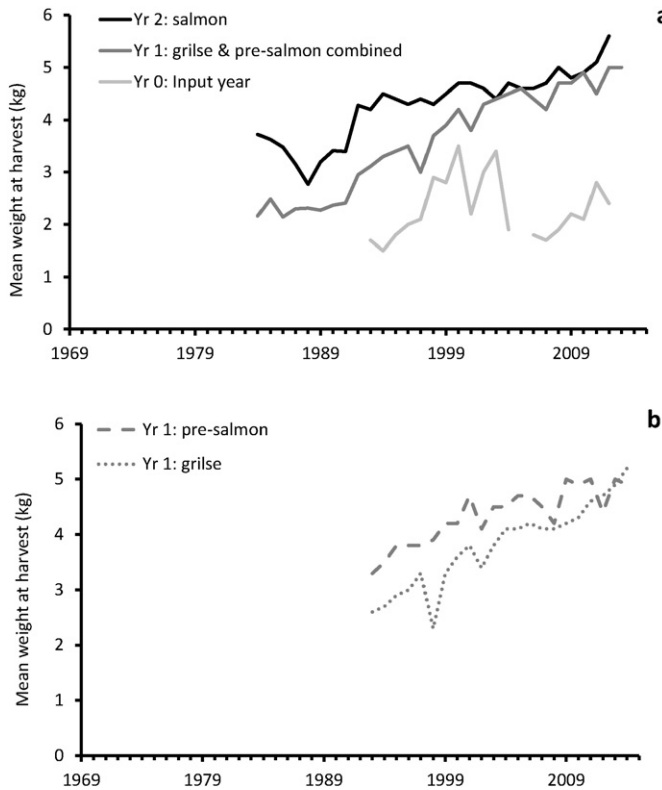 a
Yr 2: salmon
Yr 1: grilse & pre-salmon combined
Yr 0: Input year
Mean weight at harvest (kg)
6
5
4
3
2
1
0
1969 1979 1989 1999 2009
b
Yr 1: pre-salmon
Yr 1: grilse
Mean weight at harvest (kg)
6
5
4
3
2
1
0
1969 1979 1989 1999 2009